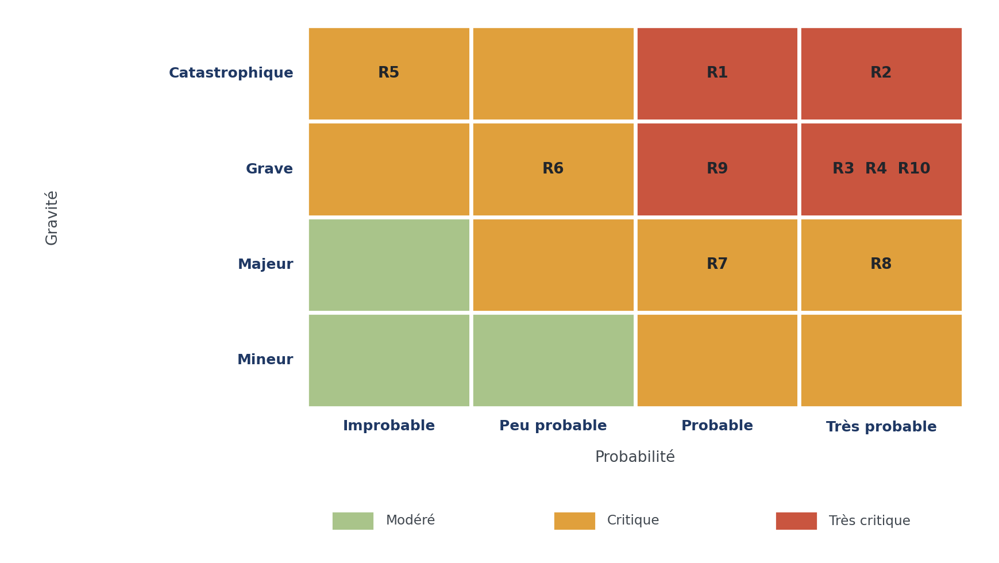 Catastrophique R5 R1 R2
Grave R6 R9 R3 R4 R10
Gravité
Majeur R7 R8
Mineur
Improbable Peu probable Probable Très probable
Probabilité
Modéré Critique Très critique